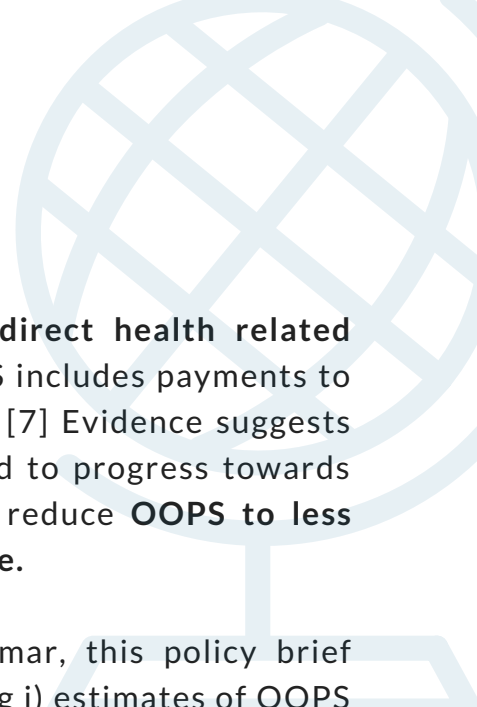 direct health related
includes payments to
[7] Evidence suggests
to progress towards
reduce OOPS to less
this policy brief
i) estimates of OOPS